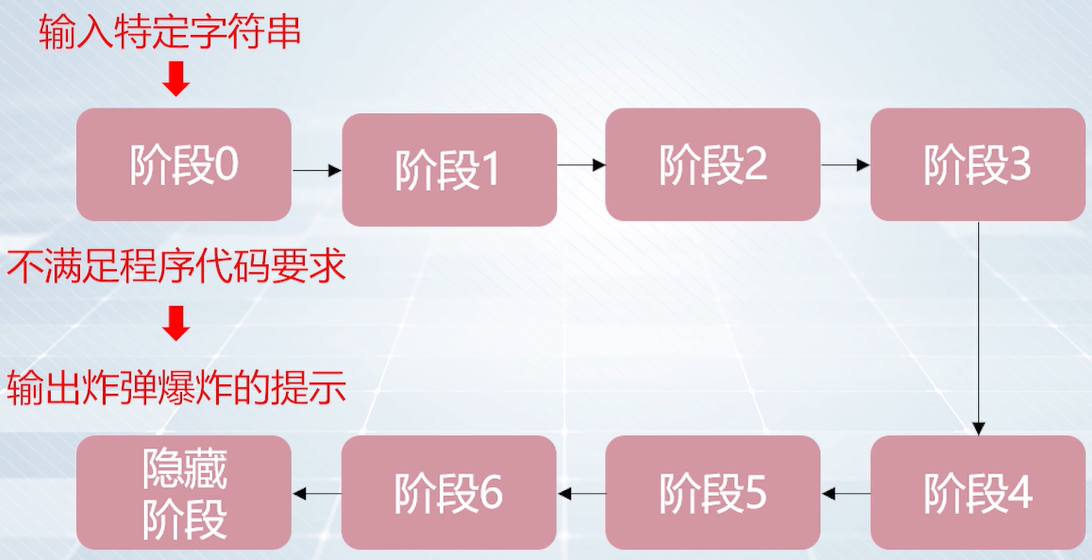 输入特定字符串
阶段0
阶段1
阶段2
阶段3
不满足程序代码要求
输出炸弹爆炸的提示
隐藏
阶段
阶段6
阶段5
阶段4